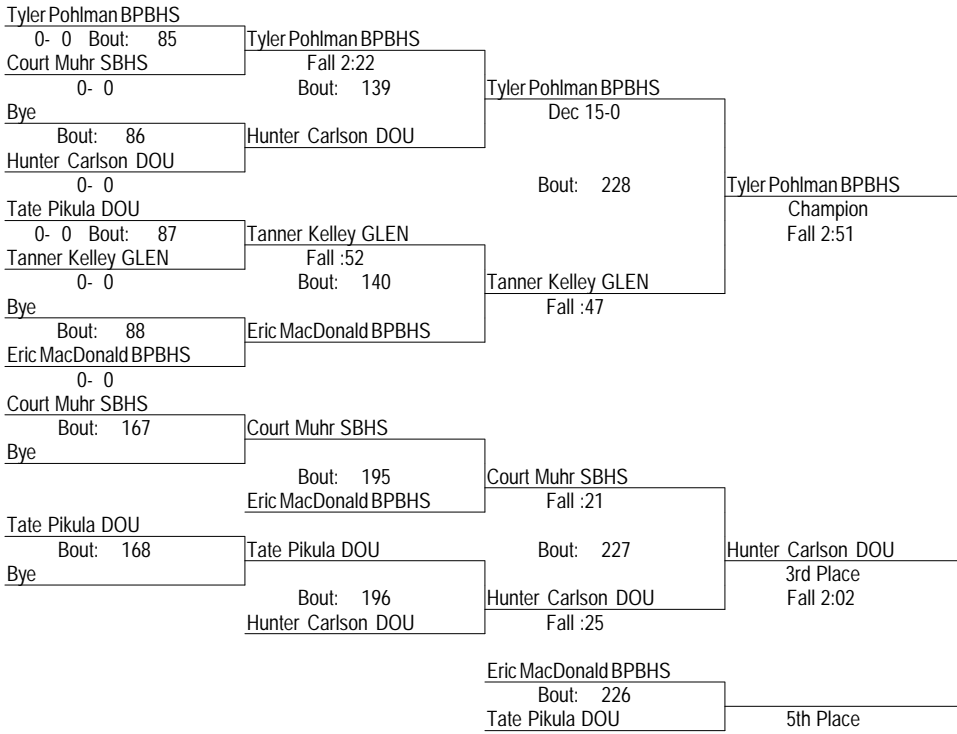 Tyler Pohlman BPBHS
0- 0 Bout: 85
Court Muhr SBHS
0- 0
Bye
Bout: 86
Hunter Carlson DOU
0- 0
Tate Pikula DOU
0- 0 Bout: 87
Tanner Kelley GLEN
0- 0
Bye
Bout: 88
Eric MacDonald BPBHS
0- 0
Court Muhr SBHS
Bout: 167
Bye
Tate Pikula DOU
Bout: 168
Bye
Tyler Pohlman BPBHS
Fall 2:22
Bout: 139
Hunter Carlson DOU
Tanner Kelley GLEN
Fall :52
Bout: 140
Eric MacDonald BPBHS
Court Muhr SBHS
Bout: 195
Eric MacDonald BPBHS
Tate Pikula DOU
Bout: 196
Hunter Carlson DOU
Tyler Pohlman BPBHS
Dec 15-0
Bout: 228
Tanner Kelley GLEN
Fall :47
Court Muhr SBHS
Fall :21
Bout: 227
Hunter Carlson DOU
Fall :25
Eric MacDonald BPBHS
Bout: 226
Tate Pikula DOU
Tyler Pohlman BPBHS
Champion
Fall 2:51
Hunter Carlson DOU
3rd Place
Fall 2:02
5th Place